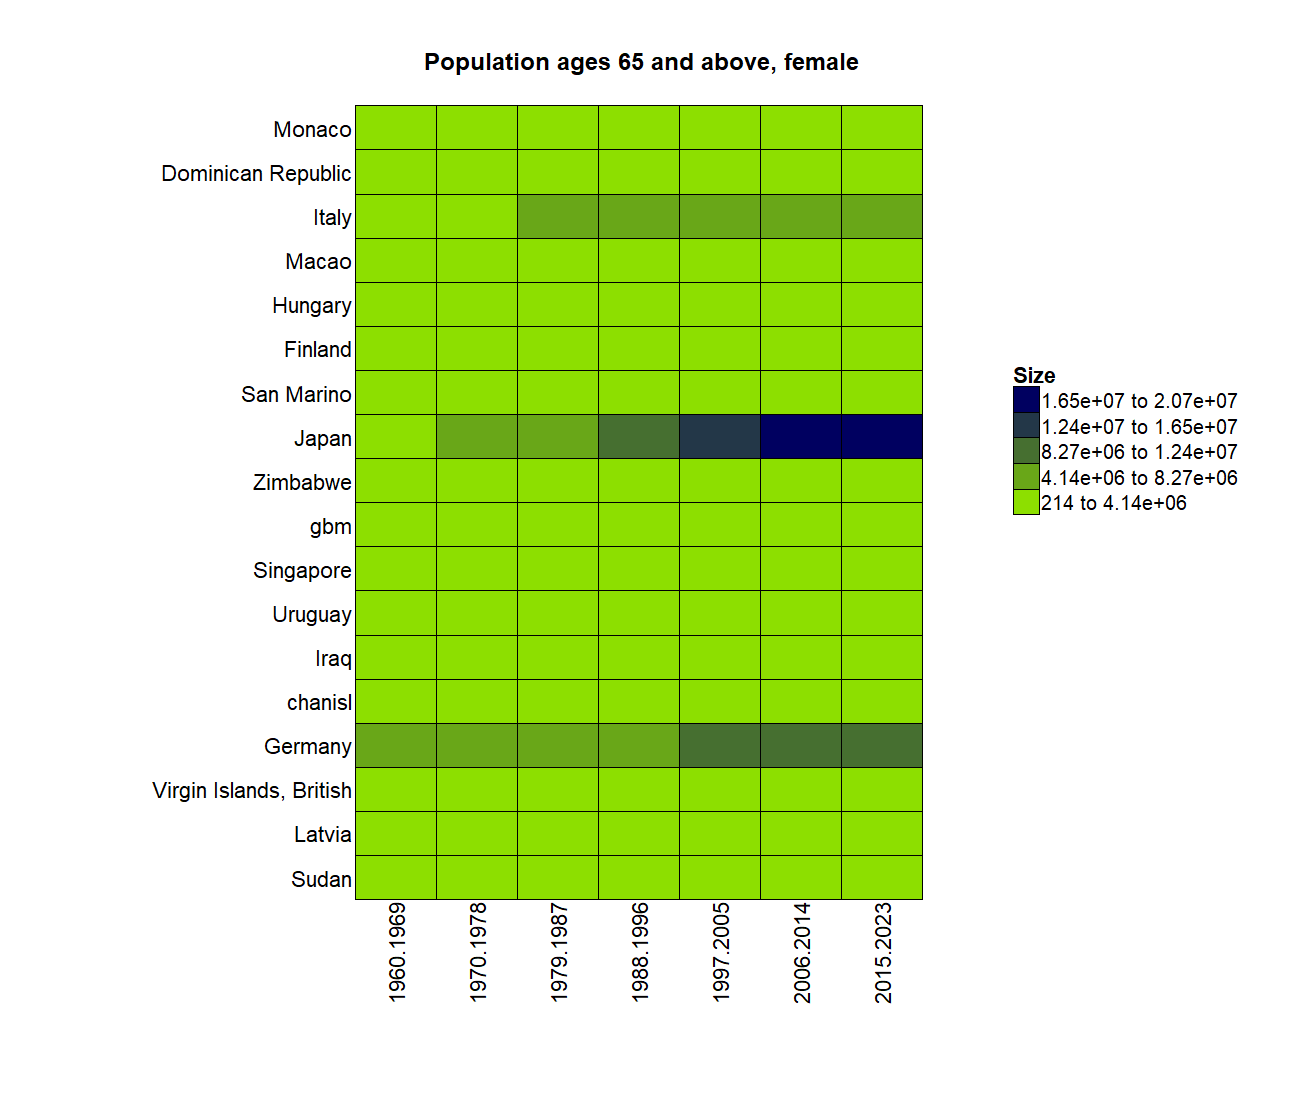 Population ages 65 and above, female
Monaco
Dominican Republic
Italy
Macao
Hungary
Finland
San Marino
Japan
Zimbabwe
gbm
Singapore
Uruguay
Iraq
chanisl
Germany
Virgin Islands, British
Latvia
Sudan
1960.1969
1970.1978
1979.1987
1988.1996
1997.2005
2006.2014
2015.2023
Size
1.65e+07 to 2.07e+07
1.24e+07 to 1.65e+07
8.27e+06 to 1.24e+07
4.14e+06 to 8.27e+06
214 to 4.14e+06